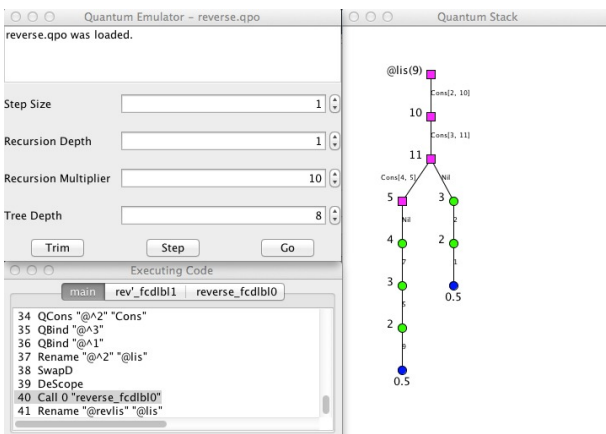 Quantum Emulator - reverse.qpo
reverse.qpo was loaded.
Step Size 1
Recursion Depth 1
Recursion Multiplier 10
Tree Depth 8
Trim Step Go
Executing Code
main rev'_fcdlbl1 reverse_fcdlbl0
34 QCons "@^2" "Cons"
35 QBind "@^3"
36 QBind "@^1"
37 Rename "@^2" "@lis"
38 SwapD
39 DeScope
40 Call 0 "reverse_fcdlbl0"
41 Rename "@revlis" "@lis"
Quantum Stack
@lis(9)
Cons[2, 10]
10
Cons[3, 11]
11
Cons[4, 5] Nil
5 3
Nil 2
4 2
7 1
3 0.5
5
2
9
0.5